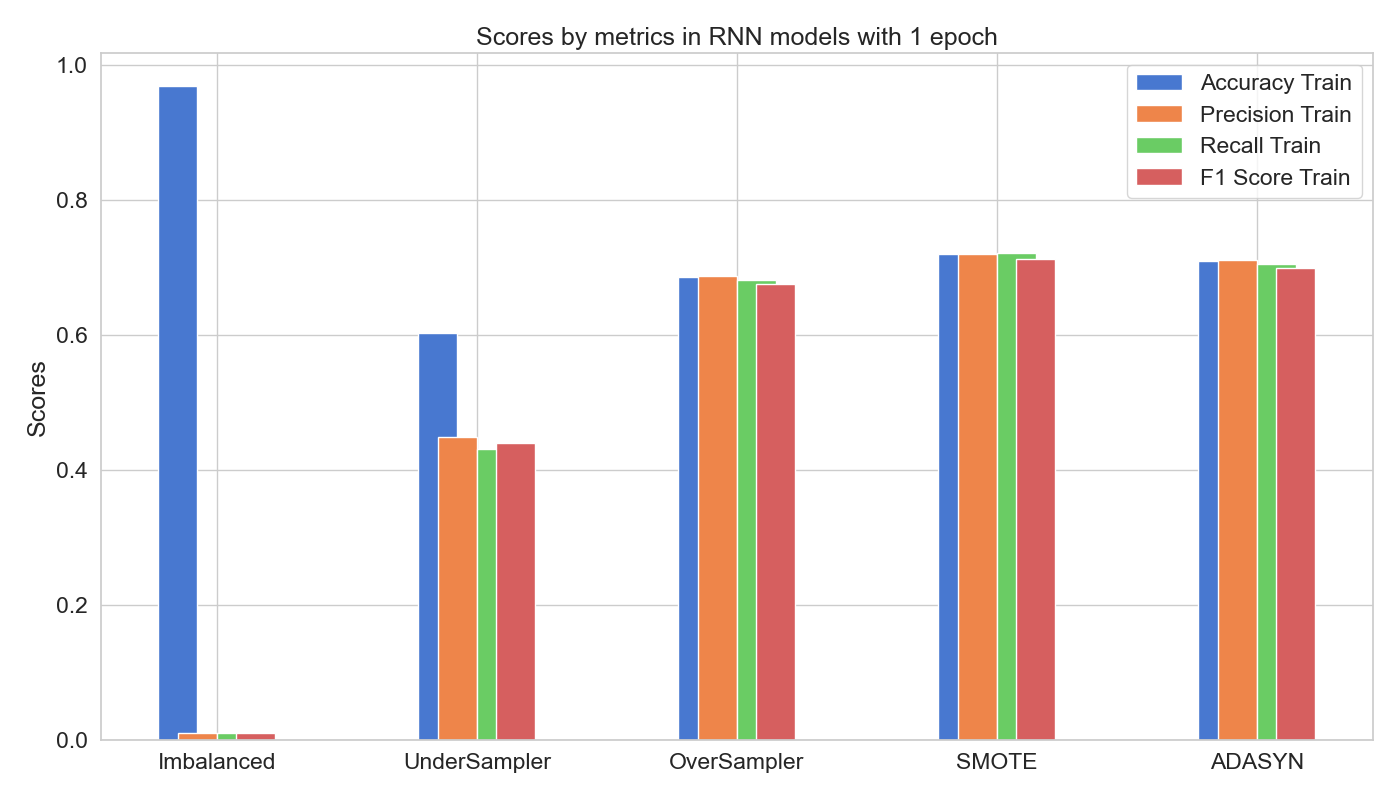 Scores by metrics in RNN models with 1 epoch
1.0
0.8
0.6
0.4
0.2
0.0
Scores
Accuracy Train
Precision Train
Recall Train
F1 Score Train
Imbalanced
UnderSampler
OverSampler
SMOTE
ADASYN